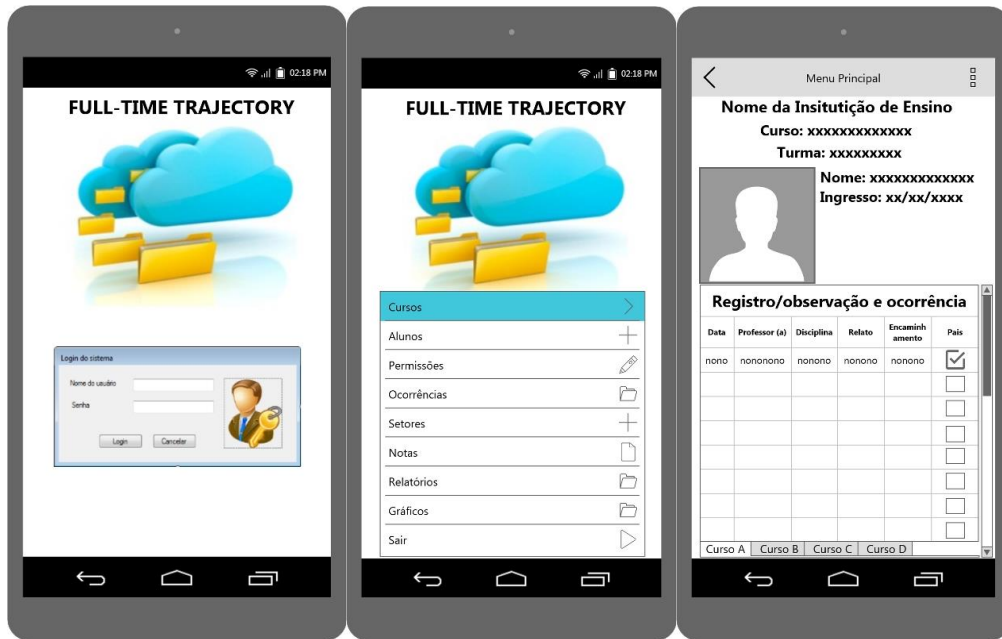 02:18 PM
FULL-TIME TRAJECTORY
Login do sistema
Nome do usuário
Senha
Login
Cancelar
02:18 PM
FULL-TIME TRAJECTORY
Cursos
Alunos
Permissões
Ocorrências
Setores
Notas
Relatórios
Gráficos
Sair
Menu Principal
Nome da Insitutição de Ensino
Curso: xxxxxxxxxxxxx
Turma: xxxxxxxxx
Nome: xxxxxxxxxxxxx
Ingresso: xx/xx/xxxx
Registro/observação e ocorrência
Data Professor (a) Disciplina Relato Encaminh amento Pais
nono nononono nonono nonono nonono
Curso A Curso B Curso C Curso D